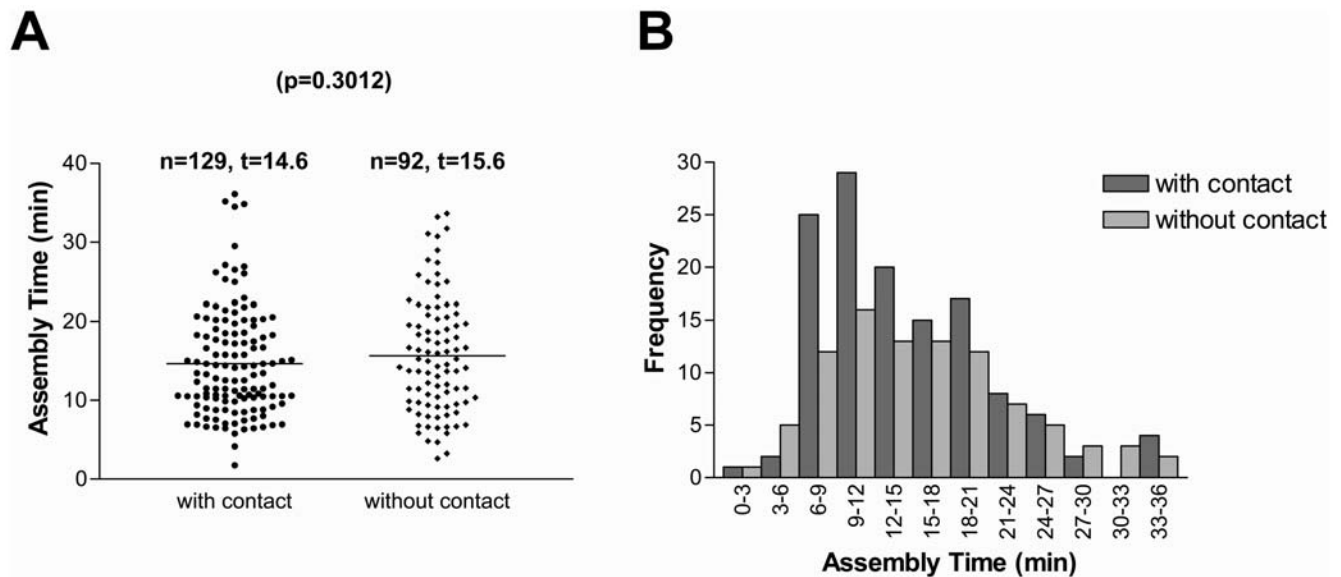 A
(p=0.3012)
n=129, t=14.6
n=92, t=15.6
40
30
20
10
0
Assembly Time (min)
with contact
without contact
B
30
25
20
15
10
5
0
Frequency
with contact
without contact
0-3
3-6
6-9
9-12
12-15
15-18
18-21
21-24
24-27
27-30
30-33
33-36
Assembly Time (min)